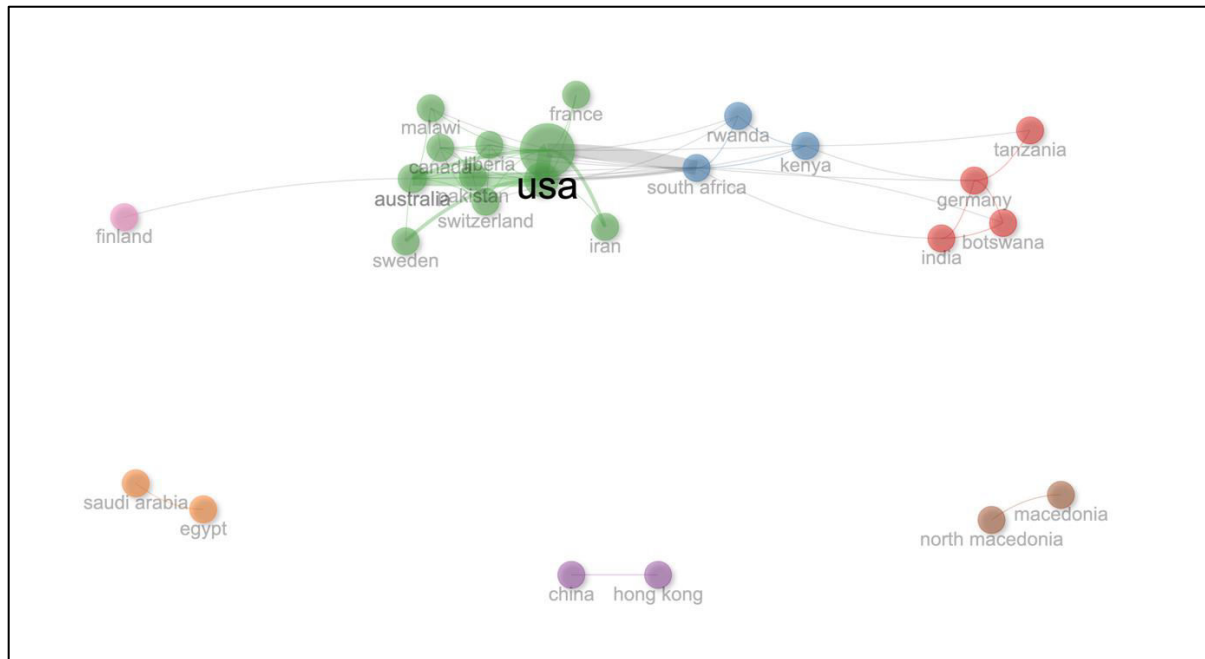 france
malawi
rwanda
tanzania
canada
liberia
kenya
south africa
usa
australia
pakistan
germany
switzerland
finland
iran
botswana
sweden
india
saudi arabia
macedonia
egypt
north macedonia
china
hong kong